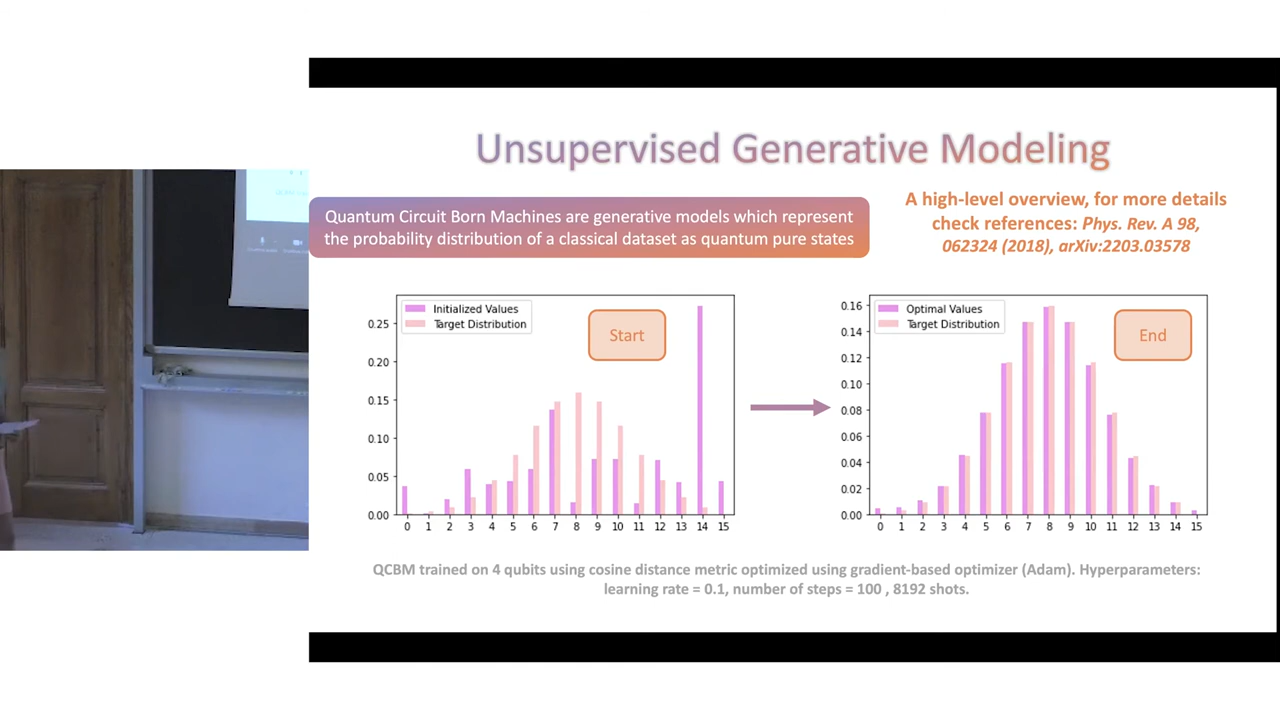 Unsupervised Generative Modeling
Quantum Circuit Born Machines are generative models which represent
the probability distribution of a classical dataset as quantum pure states
A high-level overview, for more details
check references: Phys. Rev. A 98,
062324 (2018), arXiv:2203.03578
Initialized Values
Target Distribution
Start
0.25
0.20
0.15
0.10
0.05
0.00
0 1 2 3 4 5 6 7 8 9 10 11 12 13 14 15
Optimal Values
Target Distribution
End
0.16
0.14
0.12
0.10
0.08
0.06
0.04
0.02
0.00
0 1 2 3 4 5 6 7 8 9 10 11 12 13 14 15
QCBM trained on 4 qubits using cosine distance metric optimized using gradient-based optimizer (Adam). Hyperparameters:
learning rate = 0.1, number of steps = 100 , 8192 shots.